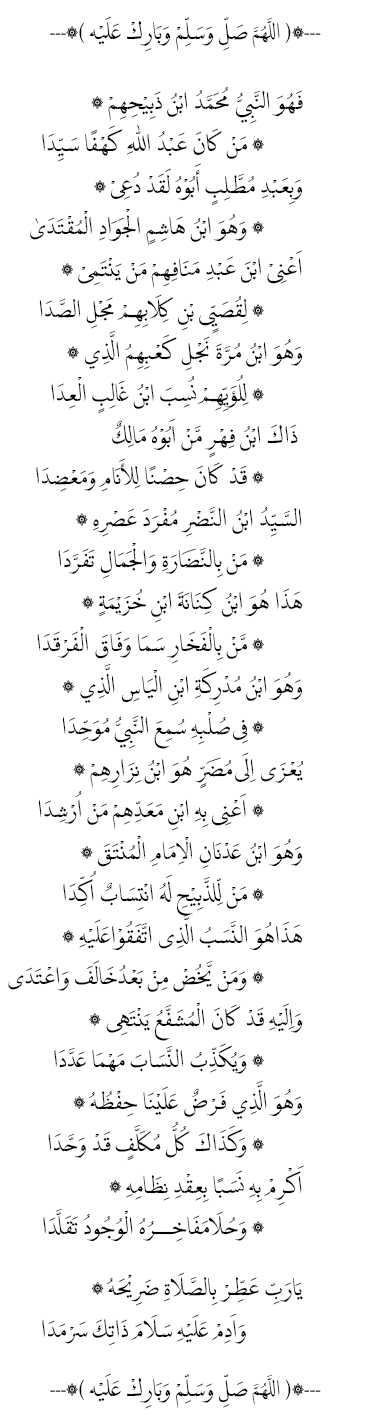 ---۞( اللَّهُمَّ صَلِّ وَسَلِّمْ وَبَارِكْ عَلَيْه )۞---
فَهُوَ النَّبِيُّ مُحَمَّدُ ابْنُ ذَبِيْحِهِمْ ۞
۞ مَنْ كَانَ عَبْدُ اللهِ كَهْفًا سَيِّدَا
وَبِعَبْدِ مُطَّلِبٍ أَبُوْهُ لَقَدْ دُعِيْ ۞
۞ وَهُوَ ابْنُ هَاشِمٍ الْجَوَادِ الْمُقْتَدَىٰ
اَعْنِيْ ابْنَ عَبْدِ مَنَافِهِمْ مَنْ يَنْتَمِيْ ۞
۞ لِقُصَيٍّ بْنِ كِلَابِهِمْ مَجْلِ الصَّدَا
وَهُوَ ابْنُ مُرَّةَ نَجْلِ كَعْبِهِمُ الَّذِي ۞
۞ لِلُؤَيِّهِمْ نُسِبَ ابْنُ غَالِبٍ الْعِدَا
ذَاكَ ابْنُ فِهْرٍ مَّنْ اَبُوْهُ مَالِكٌ
۞ قَدْ كَانَ حِصْنًا لِلأَنَامِ وَمَعْضِدَا
السَّيِّدُ ابْنُ النَّضْرِ مُفْرَدَ عَصْرِهِ ۞
۞ مَنْ بِالنَّضَارَةِ وَالْجَمَالِ تَفَرَّدَا
هَذَا هُوَ ابْنُ كِنَانَةَ ابْنِ خُزَيْمَةٍ ۞
۞ مَّنْ بِالْفَخَارِ سَمَا وَفَاقَ الْفَرْقَدَا
وَهُوَ ابْنُ مُدْرِكَةِ ابْنِ الْيَاسِ الَّذِي ۞
۞ فِى صُلْبِهِ سُمِعَ النَّبِيُّ مُوَحِّدَا
يُعْزَى اِلَى مُضَرٍ هُوَ ابْنُ نِزَارِهِمْ ۞
۞ اَعْنِى بِهِ ابْنِ مَعَدِّهِمْ مَنْ اُرْشِدَا
وَهُوَ ابْنُ عَدْنَانِ الْاِمَامِ الْمُنْتَقَ ۞
۞ مَنْ لِّلذَّبِيْحِ لَهُ انْتِسَابٌ اُكِّدَا
هَذَاهُوَ النَّسَبُ الَّذِى اتَّفَقُوْاعَلَيْهِ ۞
۞ وَمَنْ يَّخُضْ مِنْ بَعْدُخَالَفَ وَاعْتَدَى
وَاِلَيْهِ قَدْ كَانَ الْمُشَفَّعُ يَنْتَهِى ۞
۞ وَيُكَذِّبُ النَّسَابَ مَهْمَا عَدَّدَا
وَهُوَ الَّذِي فَرْضٌ عَلَيْنَا حِفْظُهُ ۞
۞ وَكَذَاكَ كُلُّ مُكَلَّفٍ قَدْ وَحَّدَا
اَكْرِمْ بِهِ نَسَبًا بِعِقْدِ نِظَامِهِ ۞
۞ وَحُلَامَفَاخِـــرُهُ الْوُجُودُ تَقَلَّدَا
يَارَبِّ عَطِّرْ بِالصَّلَاةِ ضَرِيْحَهُ ۞
وَاَدِمْ عَلَيْهِ سَلَامَ ذَاتِكَ سَرْمَدَا
---۞( اللَّهُمَّ صَلِّ وَسَلِّمْ وَبَارِكْ عَلَيْه )۞---